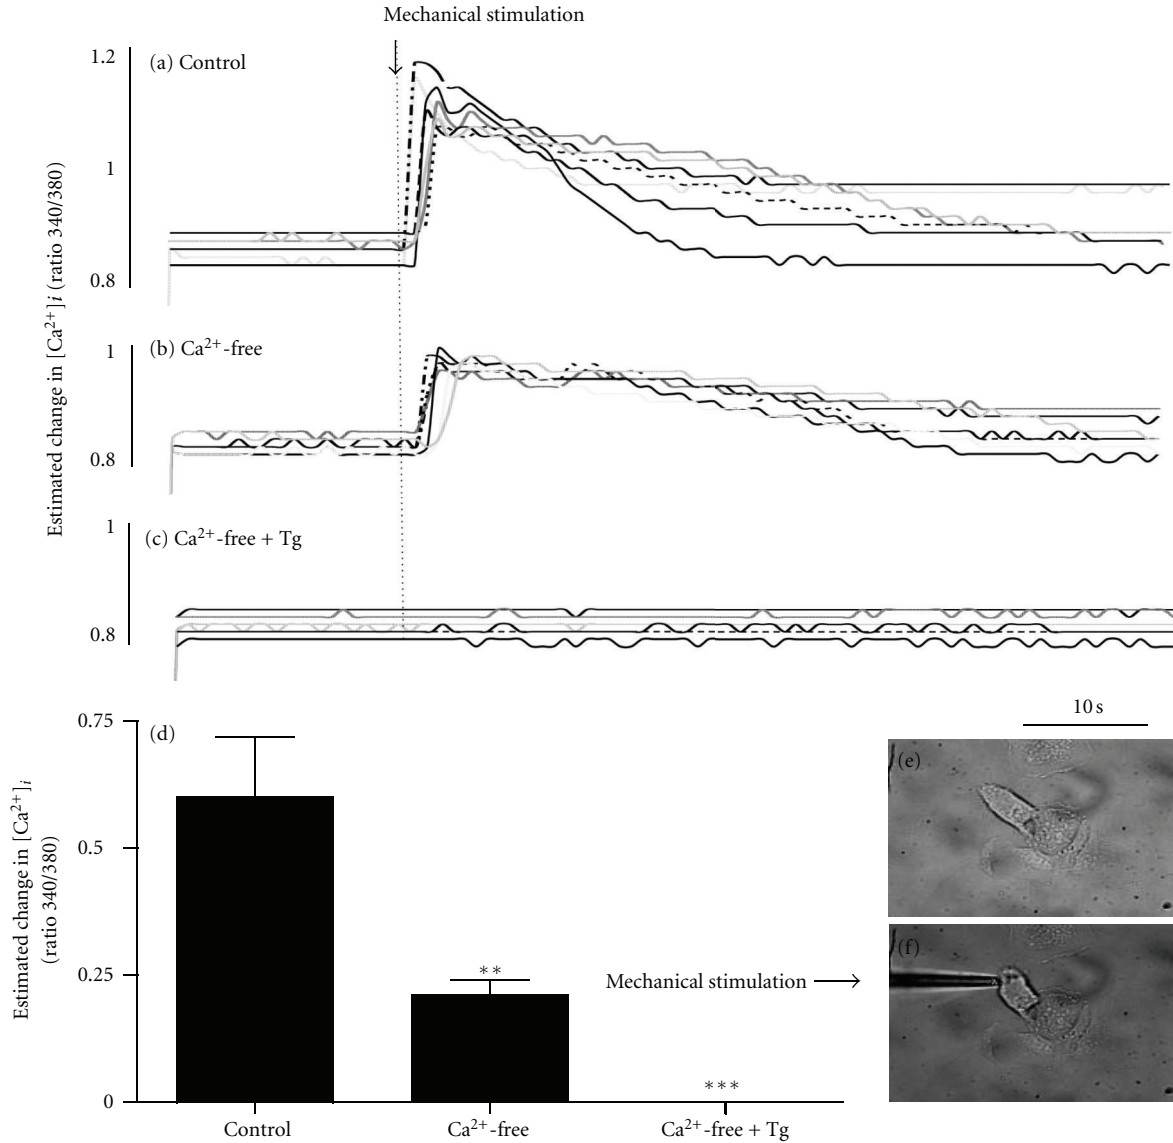 Mechanical stimulation
Estimated change in [Ca²⁺]i (ratio 340/380)
1.2
1
0.8
(a) Control
1
0.8
(b) Ca²⁺-free
1
0.8
(c) Ca²⁺-free + Tg
10 s
Estimated change in [Ca²⁺]i
(ratio 340/380)
0.75
0.5
0.25
0
(d)
**
***
Control
Ca²⁺-free
Ca²⁺-free + Tg
(e)
Mechanical stimulation
(f)